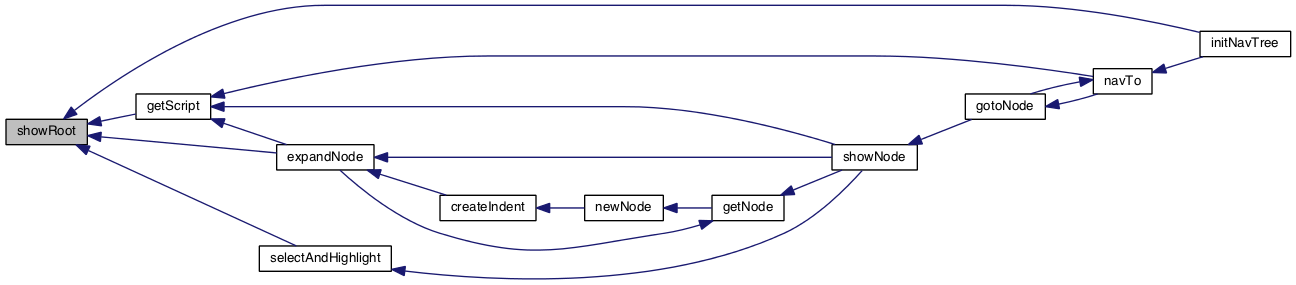 initNavTree
navTo
getScript
gotoNode
showRoot
expandNode
showNode
createIndent
newNode
getNode
selectAndHighlight